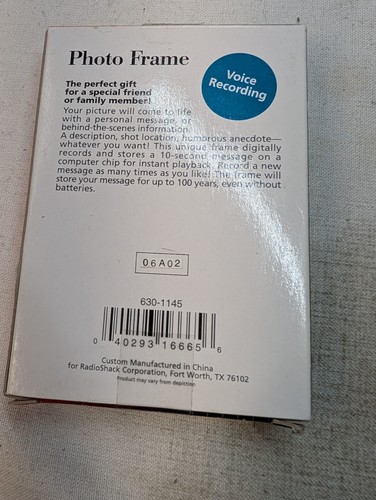 Photo Frame
Voice
Recording
The perfect gift
for a special friend
or family member!
Your picture will come to life
with a personal message, or
behind-the-scenes information.
A description, shot location, humorous anecdote—
whatever you want! This unique frame digitally
records and stores a 10-second message on a
computer chip for instant playback. Record a new
message as many times as you like! The frame will
store your message for up to 100 years, even without
batteries.
06A02
630-1145
0 40293 16665 6
Custom Manufactured in China
for RadioShack Corporation, Fort Worth, TX 76102
Product may vary from depiction.